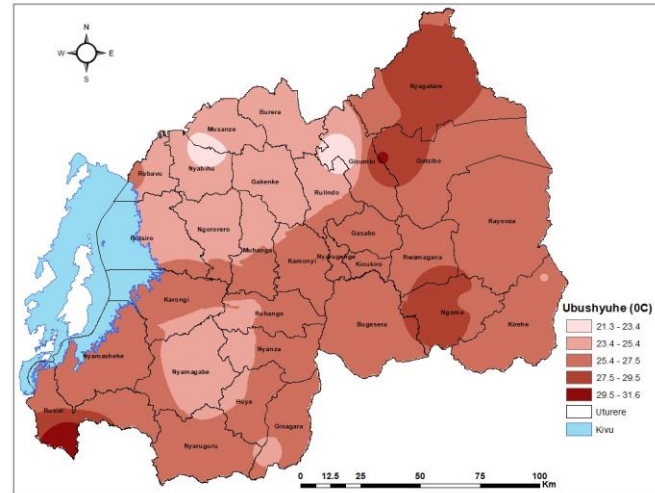 N
W E
S
Nyagatare
Burera
Musanze
Gicumbi
Gatsibo
Rubavu
Nyabihu
Gakenke
Rulindo
Kayonza
Rutsiro
Ngororero
Gasabo
Muhanga
Kamonyi
Nyarugenge
Kicukiro
Rwamagana
Karongi
Ruhango
Bugesera
Ngoma
Kirehe
Nyamasheke
Nyanza
Nyamagabe
Rusizi
Huye
Gisagara
Nyaruguru
Ubushyuhe (0C)
21.3 - 23.4
23.4 - 25.4
25.4 - 27.5
27.5 - 29.5
29.5 - 31.6
Uturere
Kivu
0 12.5 25 50 75 100
Km